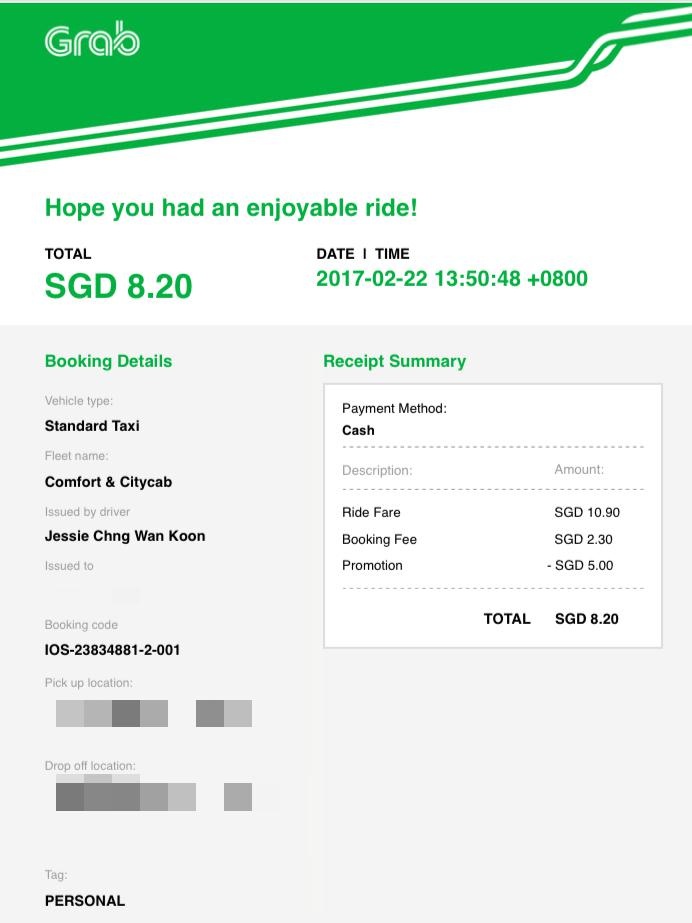 Grab
Hope you had an enjoyable ride!
TOTAL
SGD 8.20
DATE | TIME
2017-02-22 13:50:48 +0800
Booking Details
Vehicle type:
Standard Taxi
Fleet name:
Comfort & Citycab
Issued by driver
Jessie Chng Wan Koon
Issued to
Booking code
IOS-23834881-2-001
Pick up location:
Drop off location:
Tag:
PERSONAL
Receipt Summary
Payment Method:
Cash
Description: Amount:
Ride Fare SGD 10.90
Booking Fee SGD 2.30
Promotion - SGD 5.00
TOTAL SGD 8.20